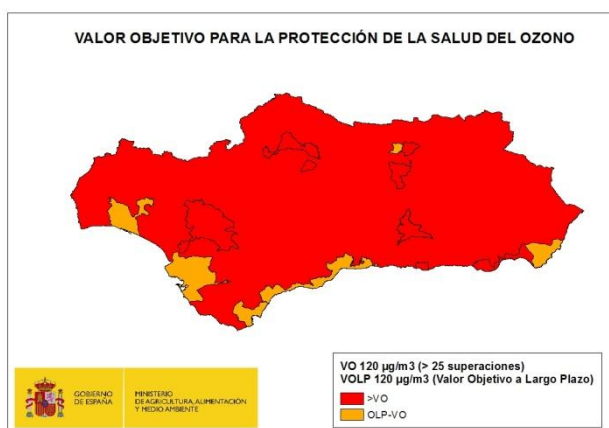 VALOR OBJETIVO PARA LA PROTECCIÓN DE LA SALUD DEL OZONO
VO 120 µg/m3 (> 25 superaciones)
VOLP 120 µg/m3 (Valor Objetivo a Largo Plazo)
>VO
OLP-VO
GOBIERNO
DE ESPAÑA
MINISTERIO
DE AGRICULTURA, ALIMENTACIÓN
Y MEDIO AMBIENTE